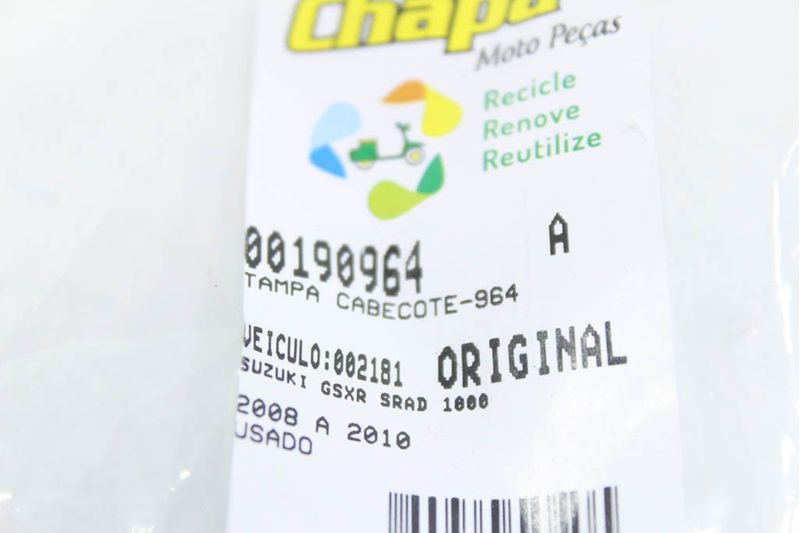 Chapa
Moto Peças
Recicle
Renove
Reutilize
00190964
A
TAMPA CABECOTE-964
VEICULO:002181
ORIGINAL
SUZUKI GSXR SRAD 1000
2008 A 2010
USADO